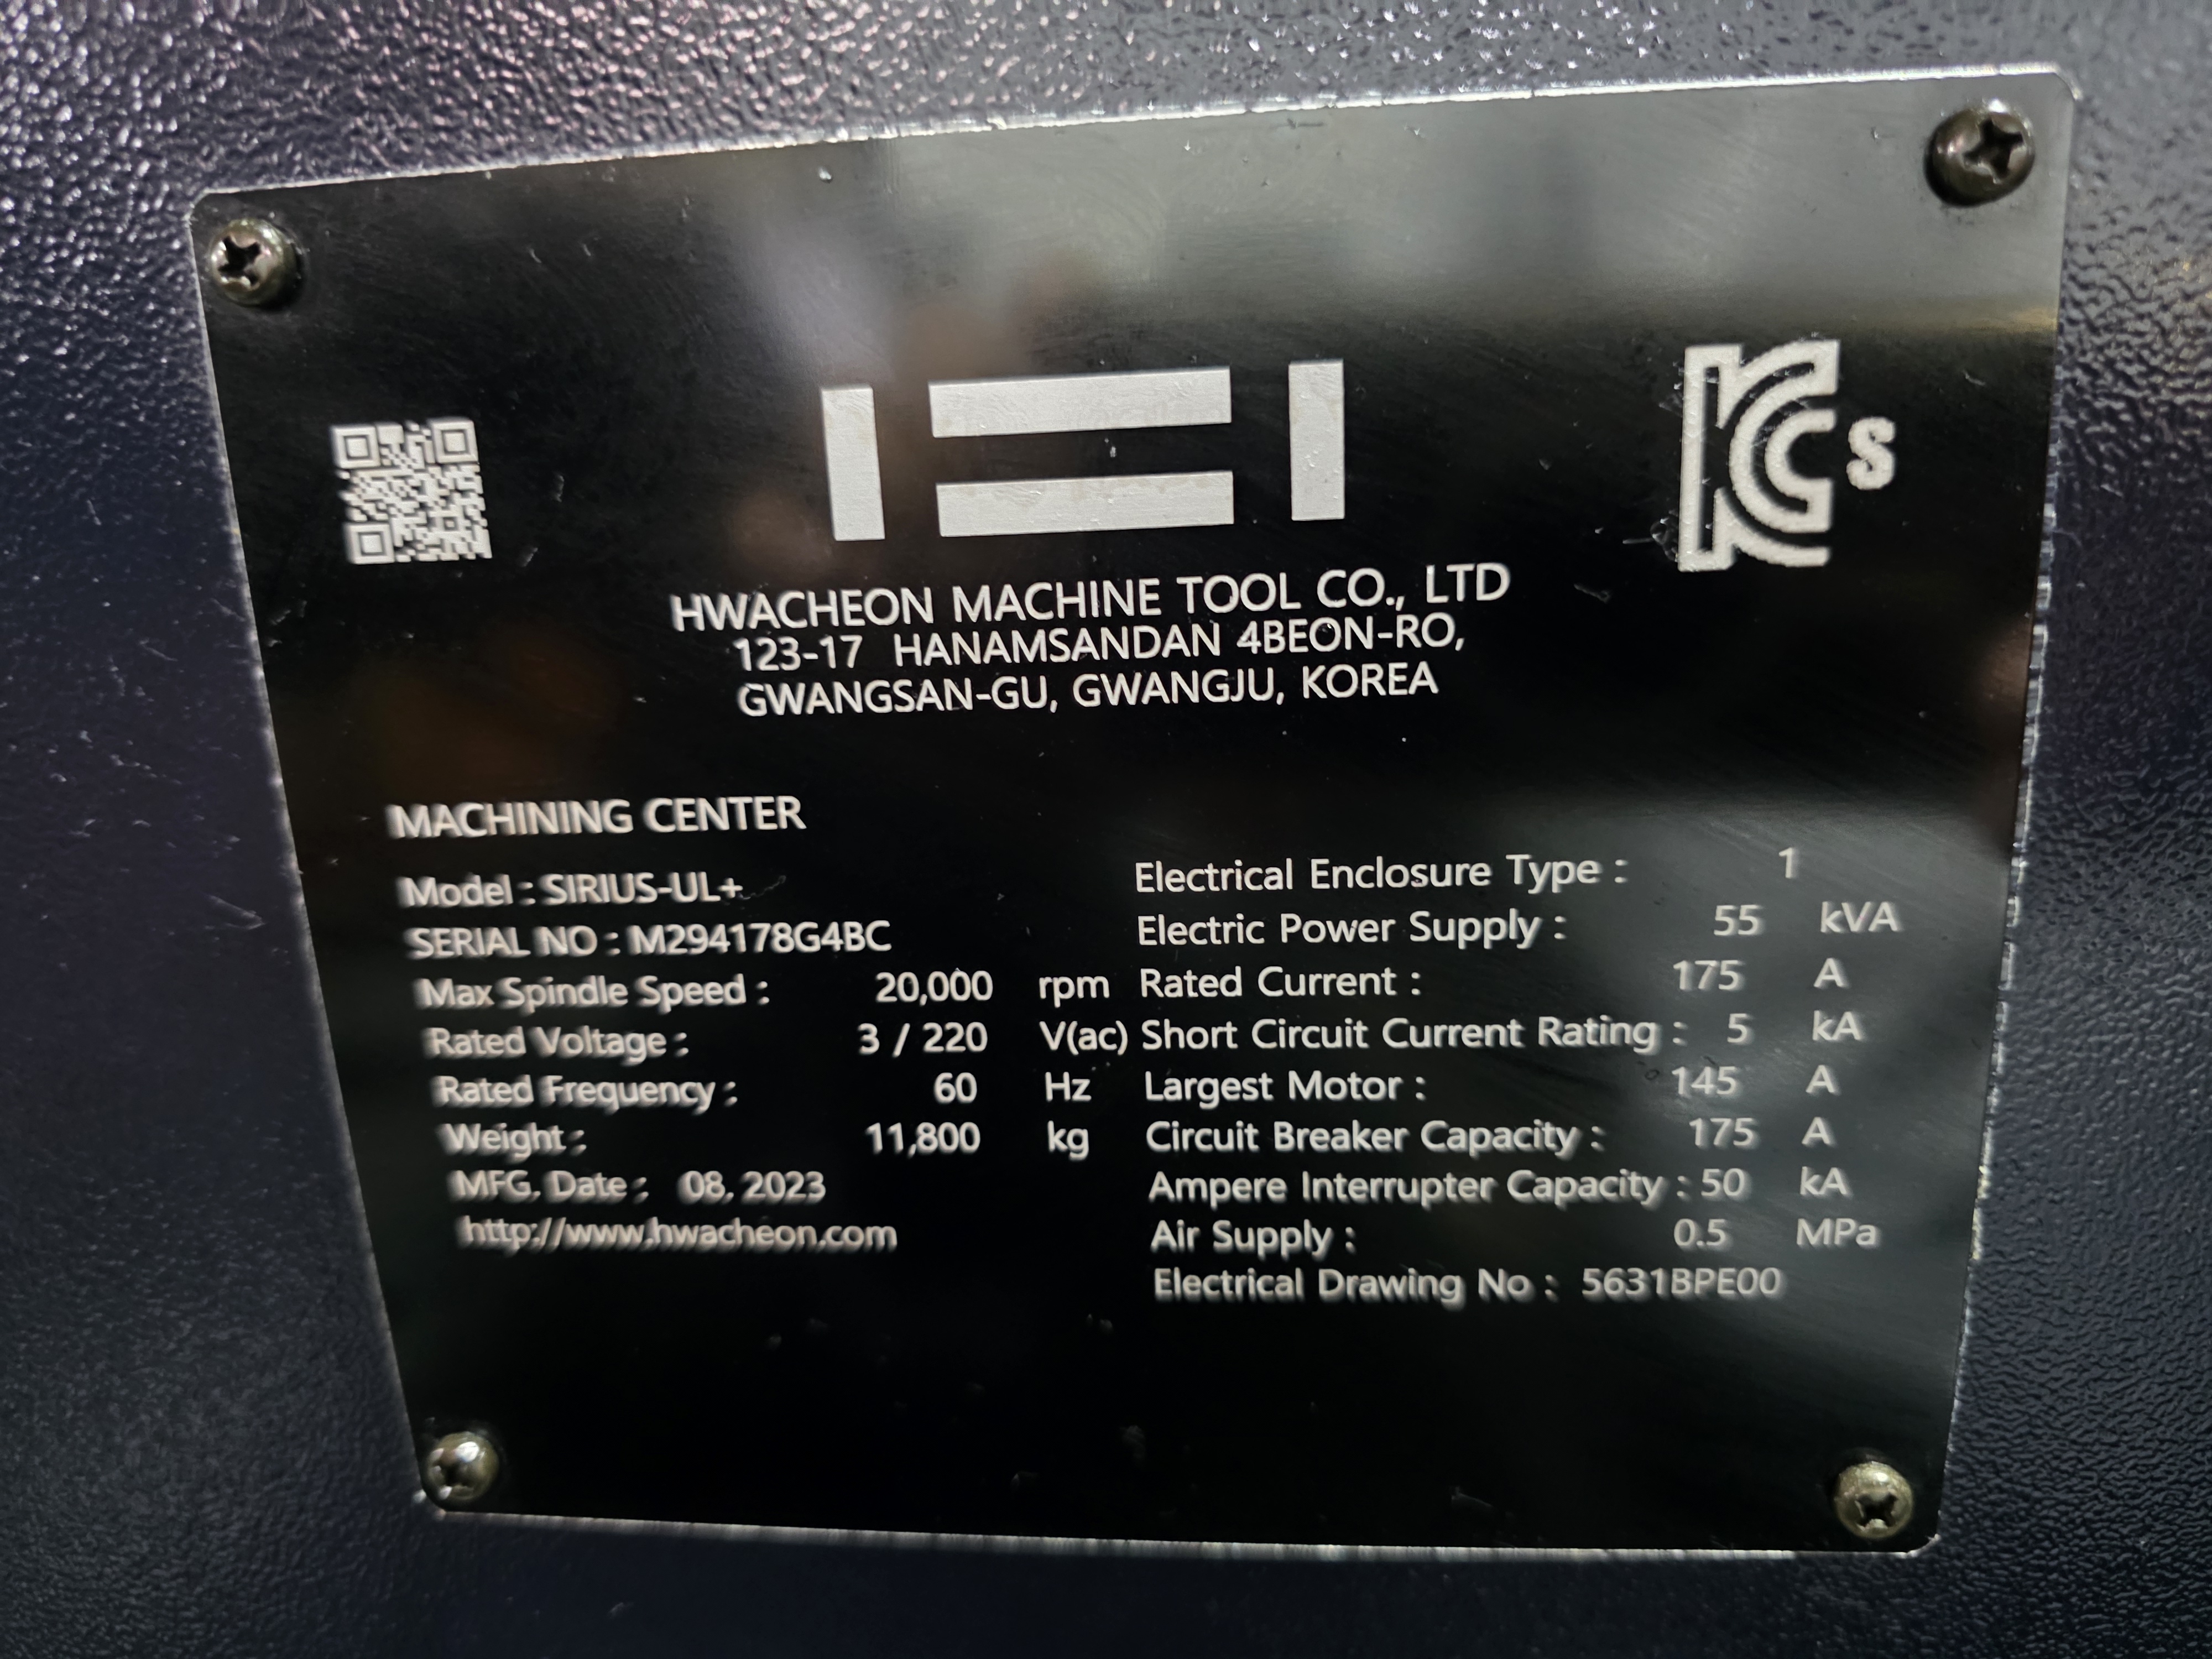 KCs
HWACHEON MACHINE TOOL CO., LTD
123-17 HANAMSANDAN 4BEON-RO,
GWANGSAN-GU, GWANGJU, KOREA
MACHINING CENTER
Model : SIRIUS-UL+
SERIAL NO : M294178G4BC
Max Spindle Speed : 20,000 rpm
Rated Voltage : 3 / 220 V(ac)
Rated Frequency : 60 Hz
Weight : 11,800 kg
MFG. Date : 08. 2023
http://www.hwacheon.com
Electrical Enclosure Type : 1
Electric Power Supply : 55 kVA
Rated Current : 175 A
Short Circuit Current Rating : 5 kA
Largest Motor : 145 A
Circuit Breaker Capacity : 175 A
Ampere Interrupter Capacity : 50 kA
Air Supply : 0.5 MPa
Electrical Drawing No : 5631BPE00